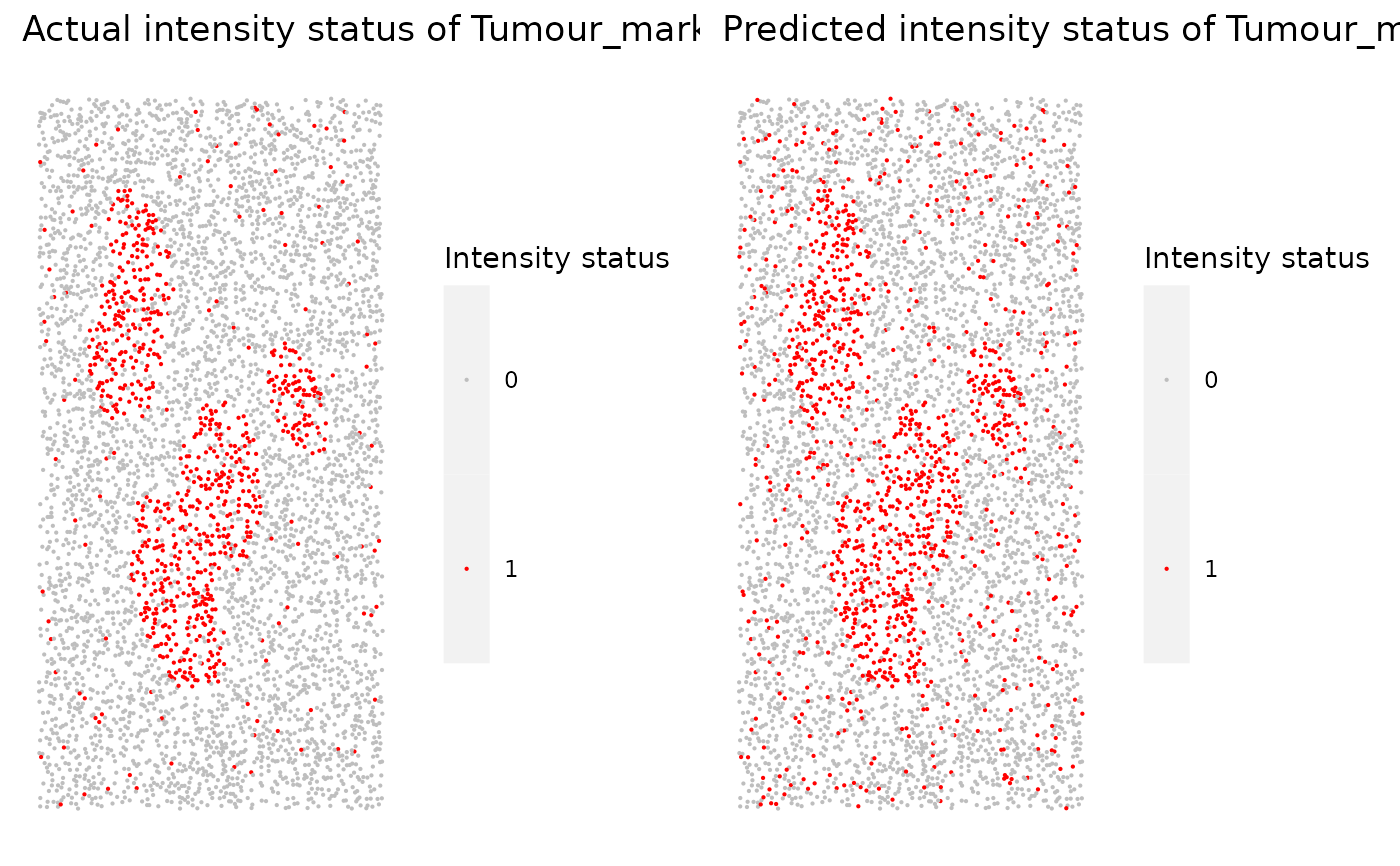 Actual intensity status of Tumour_mark
Predicted intensity status of Tumour_m
Intensity status
0
1
Intensity status
0
1